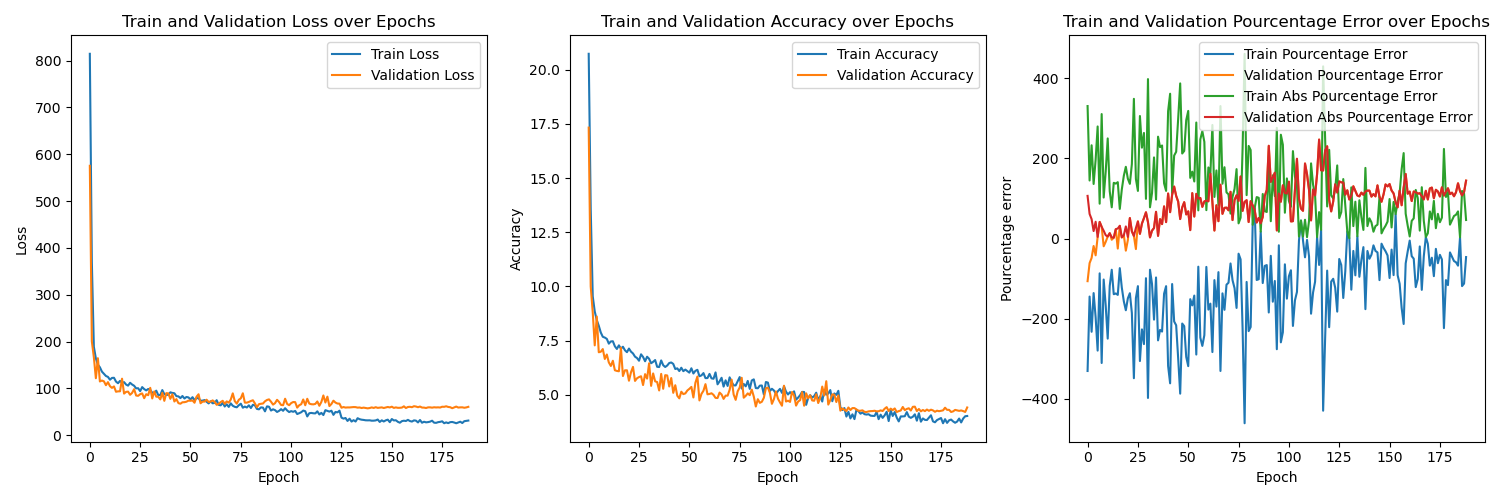 Train and Validation Loss over Epochs
Loss
800
700
600
500
400
300
200
100
0
Train Loss
Validation Loss
0 25 50 75 100 125 150 175
Epoch
Train and Validation Accuracy over Epochs
Accuracy
20.0
17.5
15.0
12.5
10.0
7.5
5.0
Train Accuracy
Validation Accuracy
0 25 50 75 100 125 150 175
Epoch
Train and Validation Pourcentage Error over Epochs
Pourcentage error
400
200
0
−200
−400
Train Pourcentage Error
Validation Pourcentage Error
Train Abs Pourcentage Error
Validation Abs Pourcentage Error
0 25 50 75 100 125 150 175
Epoch